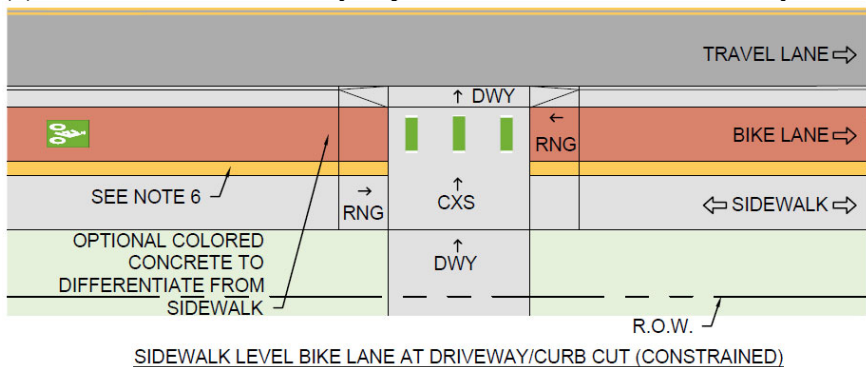 TRAVEL LANE ⇨
↑ DWY
←
RNG
BIKE LANE ⇨
SEE NOTE 6
→
RNG
↑
CXS
⇦ SIDEWALK ⇨
OPTIONAL COLORED
CONCRETE TO
DIFFERENTIATE FROM
SIDEWALK
↑
DWY
R.O.W.
SIDEWALK LEVEL BIKE LANE AT DRIVEWAY/CURB CUT (CONSTRAINED)